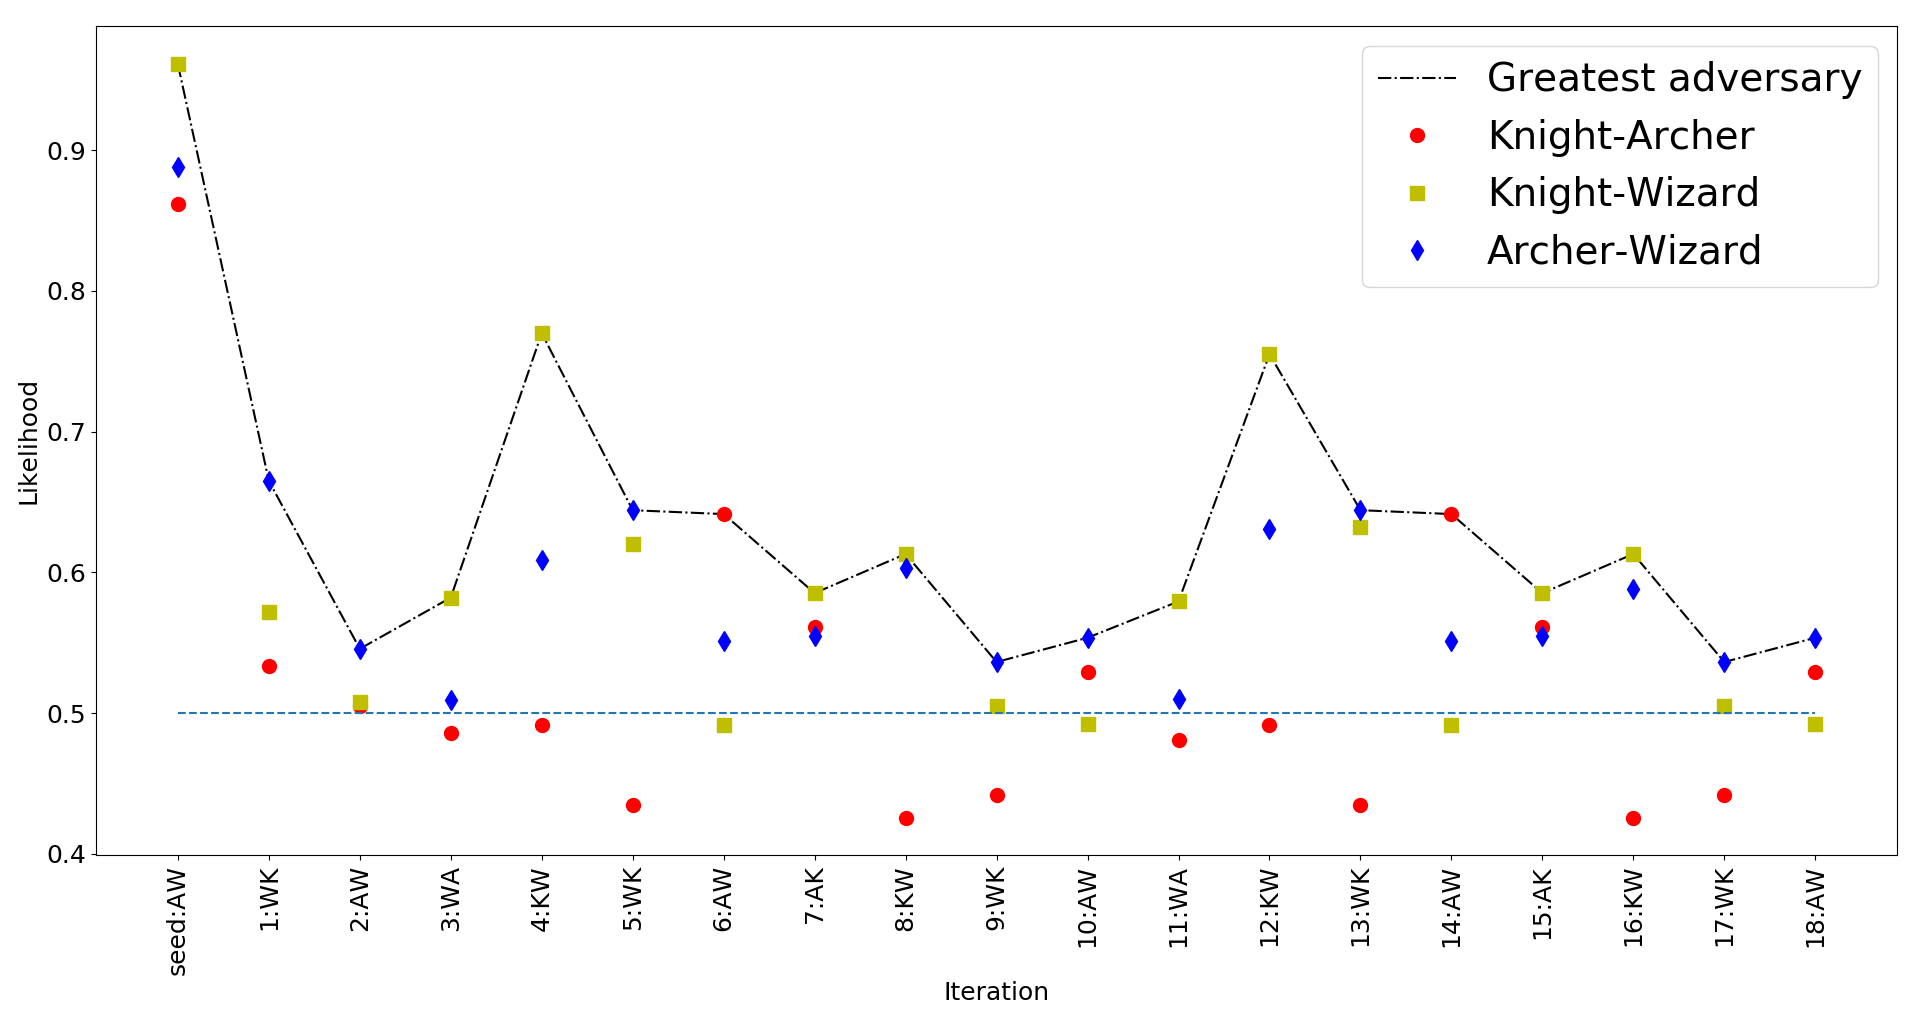 Greatest adversary
Knight-Archer
Knight-Wizard
Archer-Wizard
0.9
0.8
0.7
0.6
0.5
0.4
Likelihood
seed:AW
1:WK
2:AW
3:WA
4:KW
5:WK
6:AW
7:AK
8:KW
9:WK
10:AW
11:WA
12:KW
13:WK
14:AW
15:AK
16:KW
17:WK
18:AW
Iteration